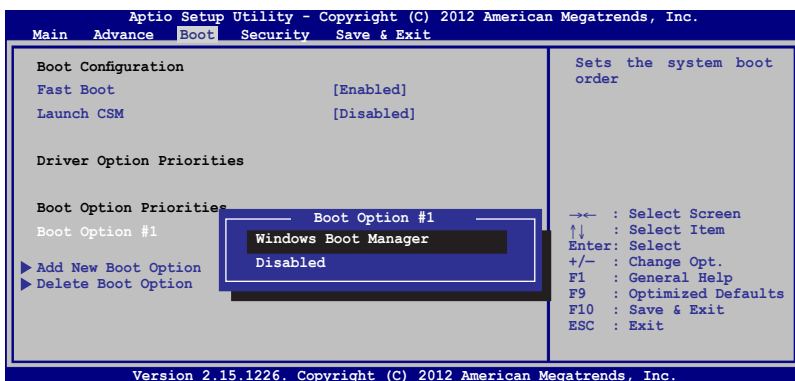 Aptio Setup Utility - Copyright (C) 2012 American Megatrends, Inc.
Main Advance Boot Security Save & Exit
Boot Configuration
Fast Boot [Enabled]
Launch CSM [Disabled]
Driver Option Priorities
Boot Option Priorities
Boot Option #1
Add New Boot Option
Delete Boot Option
Boot Option #1
Windows Boot Manager
Disabled
Sets the system boot
order
→← : Select Screen
↑↓ : Select Item
Enter: Select
+/— : Change Opt.
F1 : General Help
F9 : Optimized Defaults
F10 : Save & Exit
ESC : Exit
Version 2.15.1226. Copyright (C) 2012 American Megatrends, Inc.